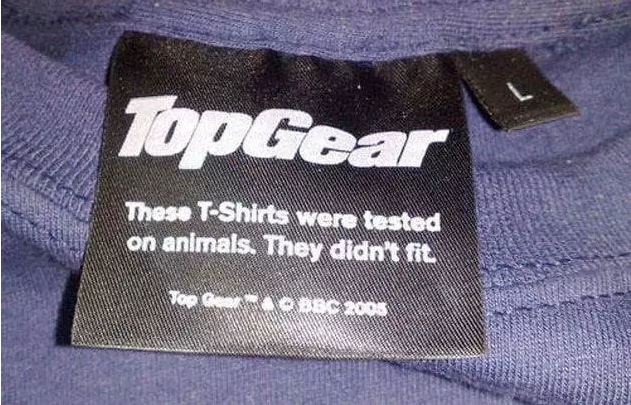 TopGear
L
These T-Shirts were tested
on animals. They didn't fit.
Top Gear ™ & © BBC 2005